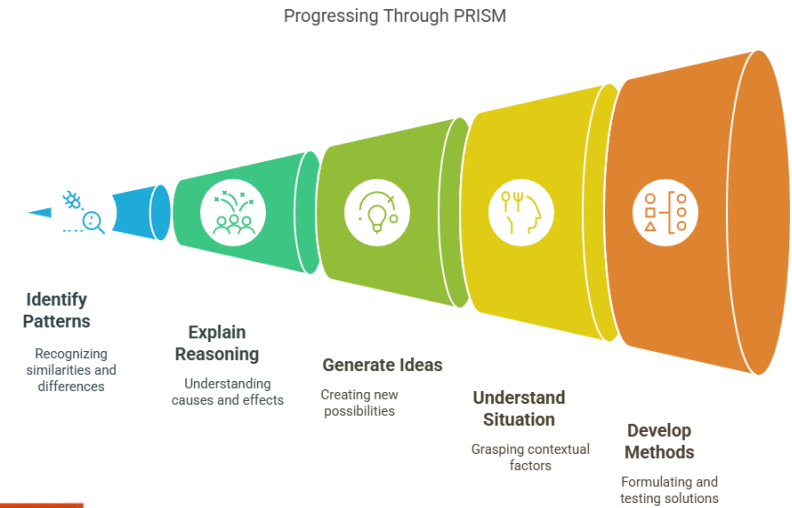 Progressing Through PRISM
Identify
Patterns
Recognizing
similarities and
differences
Explain
Reasoning
Understanding
causes and effects
Generate Ideas
Creating new
possibilities
Understand
Situation
Grasping contextual
factors
Develop
Methods
Formulating and
testing solutions